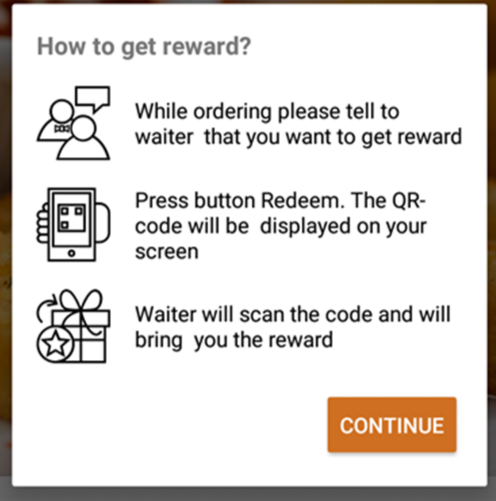 How to get reward?
While ordering please tell to
waiter  that you want to get reward
Press button Redeem. The QR-
code will be  displayed on your
screen
Waiter will scan the code and will
bring  you the reward
CONTINUE